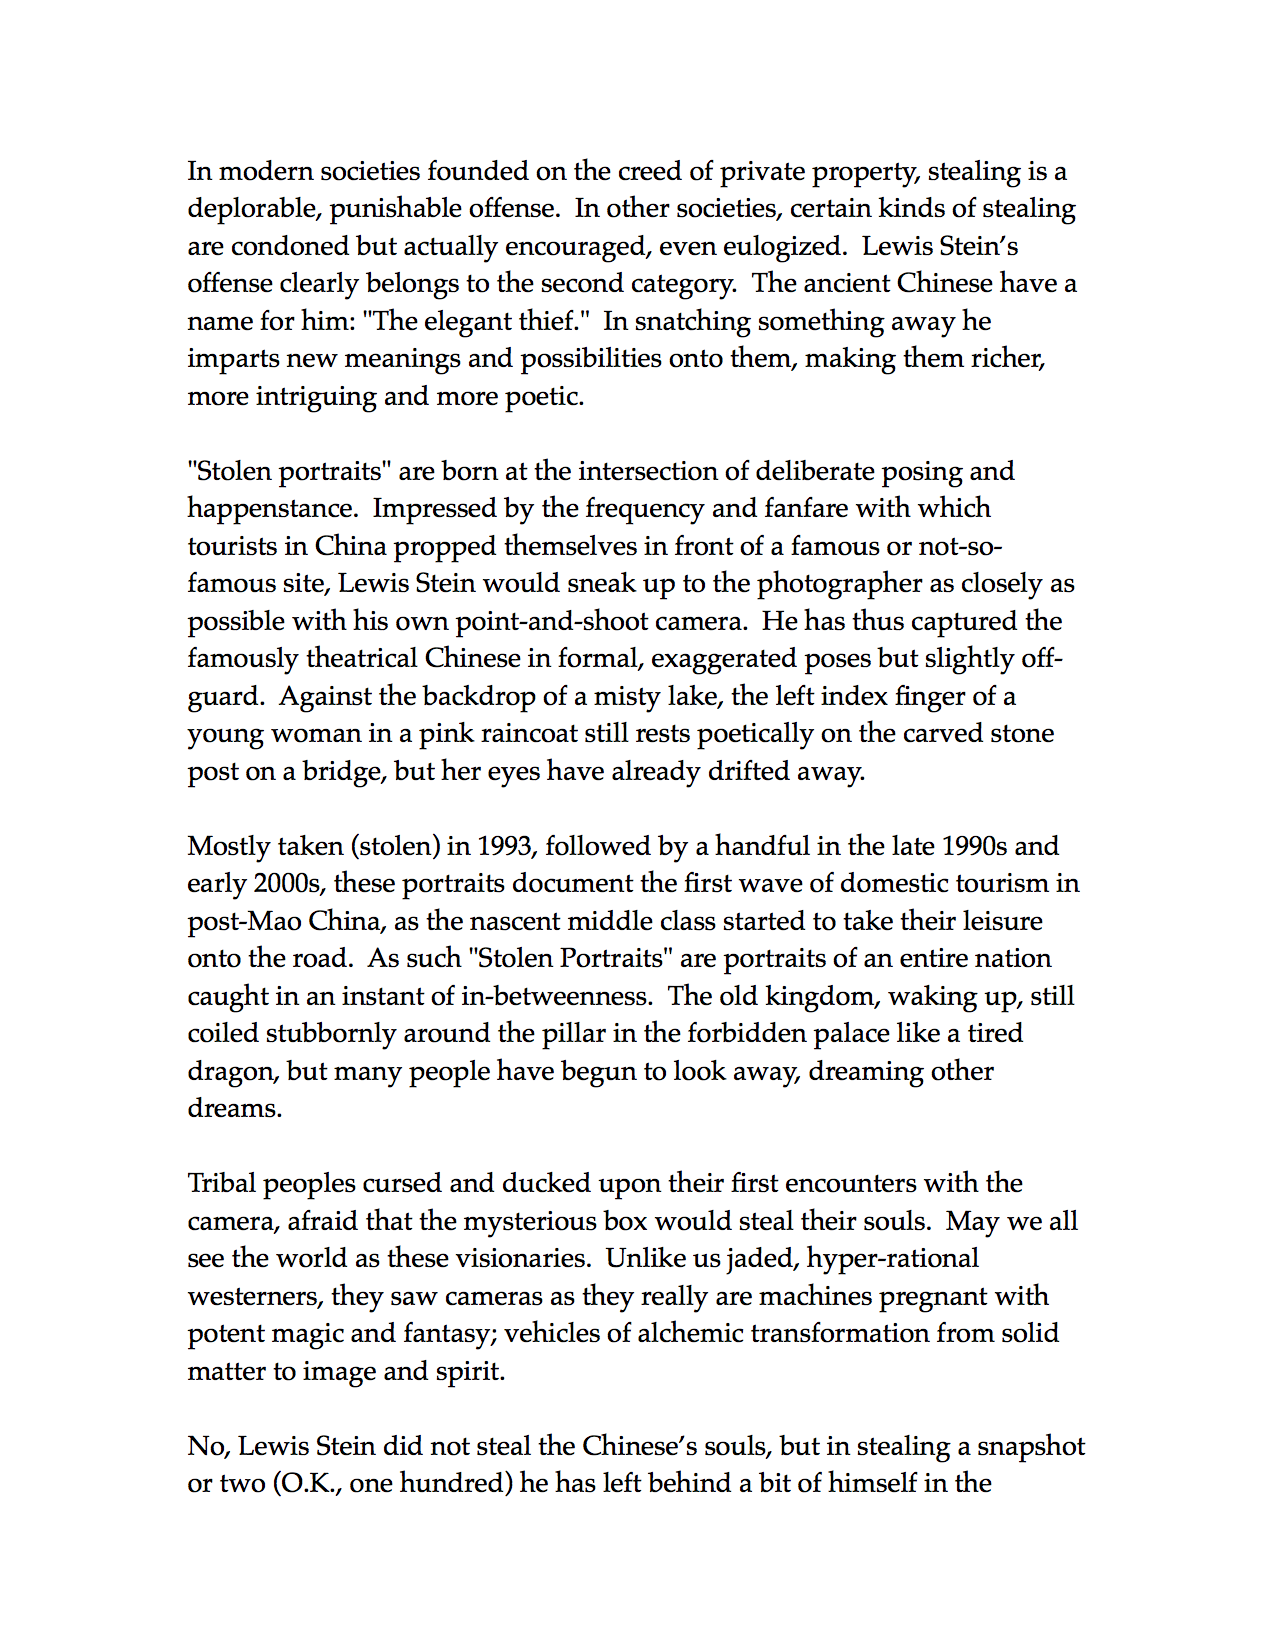 In modern societies founded on the creed of private property, stealing is a
deplorable, punishable offense.  In other societies, certain kinds of stealing
are condoned but actually encouraged, even eulogized.  Lewis Stein’s
offense clearly belongs to the second category.  The ancient Chinese have a
name for him: "The elegant thief."  In snatching something away he
imparts new meanings and possibilities onto them, making them richer,
more intriguing and more poetic.

"Stolen portraits" are born at the intersection of deliberate posing and
happenstance.  Impressed by the frequency and fanfare with which
tourists in China propped themselves in front of a famous or not-so-
famous site, Lewis Stein would sneak up to the photographer as closely as
possible with his own point-and-shoot camera.  He has thus captured the
famously theatrical Chinese in formal, exaggerated poses but slightly off-
guard.  Against the backdrop of a misty lake, the left index finger of a
young woman in a pink raincoat still rests poetically on the carved stone
post on a bridge, but her eyes have already drifted away.

Mostly taken (stolen) in 1993, followed by a handful in the late 1990s and
early 2000s, these portraits document the first wave of domestic tourism in
post-Mao China, as the nascent middle class started to take their leisure
onto the road.  As such "Stolen Portraits" are portraits of an entire nation
caught in an instant of in-betweenness.  The old kingdom, waking up, still
coiled stubbornly around the pillar in the forbidden palace like a tired
dragon, but many people have begun to look away, dreaming other
dreams.

Tribal peoples cursed and ducked upon their first encounters with the
camera, afraid that the mysterious box would steal their souls.  May we all
see the world as these visionaries.  Unlike us jaded, hyper-rational
westerners, they saw cameras as they really are machines pregnant with
potent magic and fantasy; vehicles of alchemic transformation from solid
matter to image and spirit.

No, Lewis Stein did not steal the Chinese’s souls, but in stealing a snapshot
or two (O.K., one hundred) he has left behind a bit of himself in the